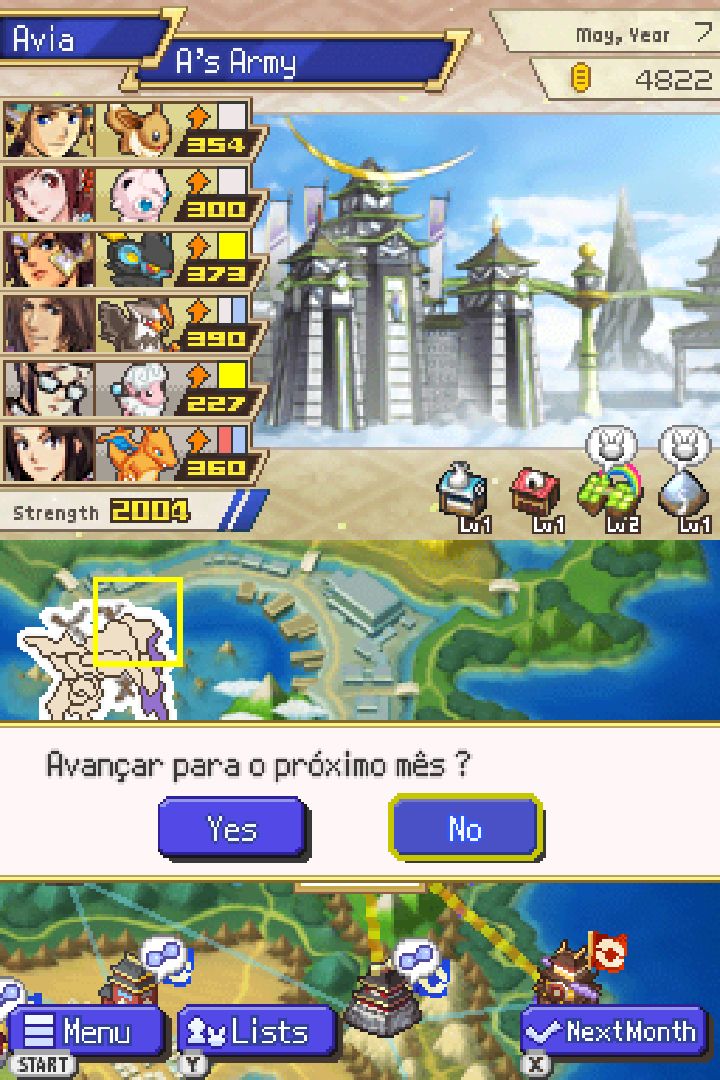 Avia
A's Army
May, Year 7
4822
354
300
373
390
227
360
Strength 2004
Lv1
Lv1
Lv2
Lv1
Avançar para o próximo mês ?
Yes
No
Menu
Lists
NextMonth
START
Y
X